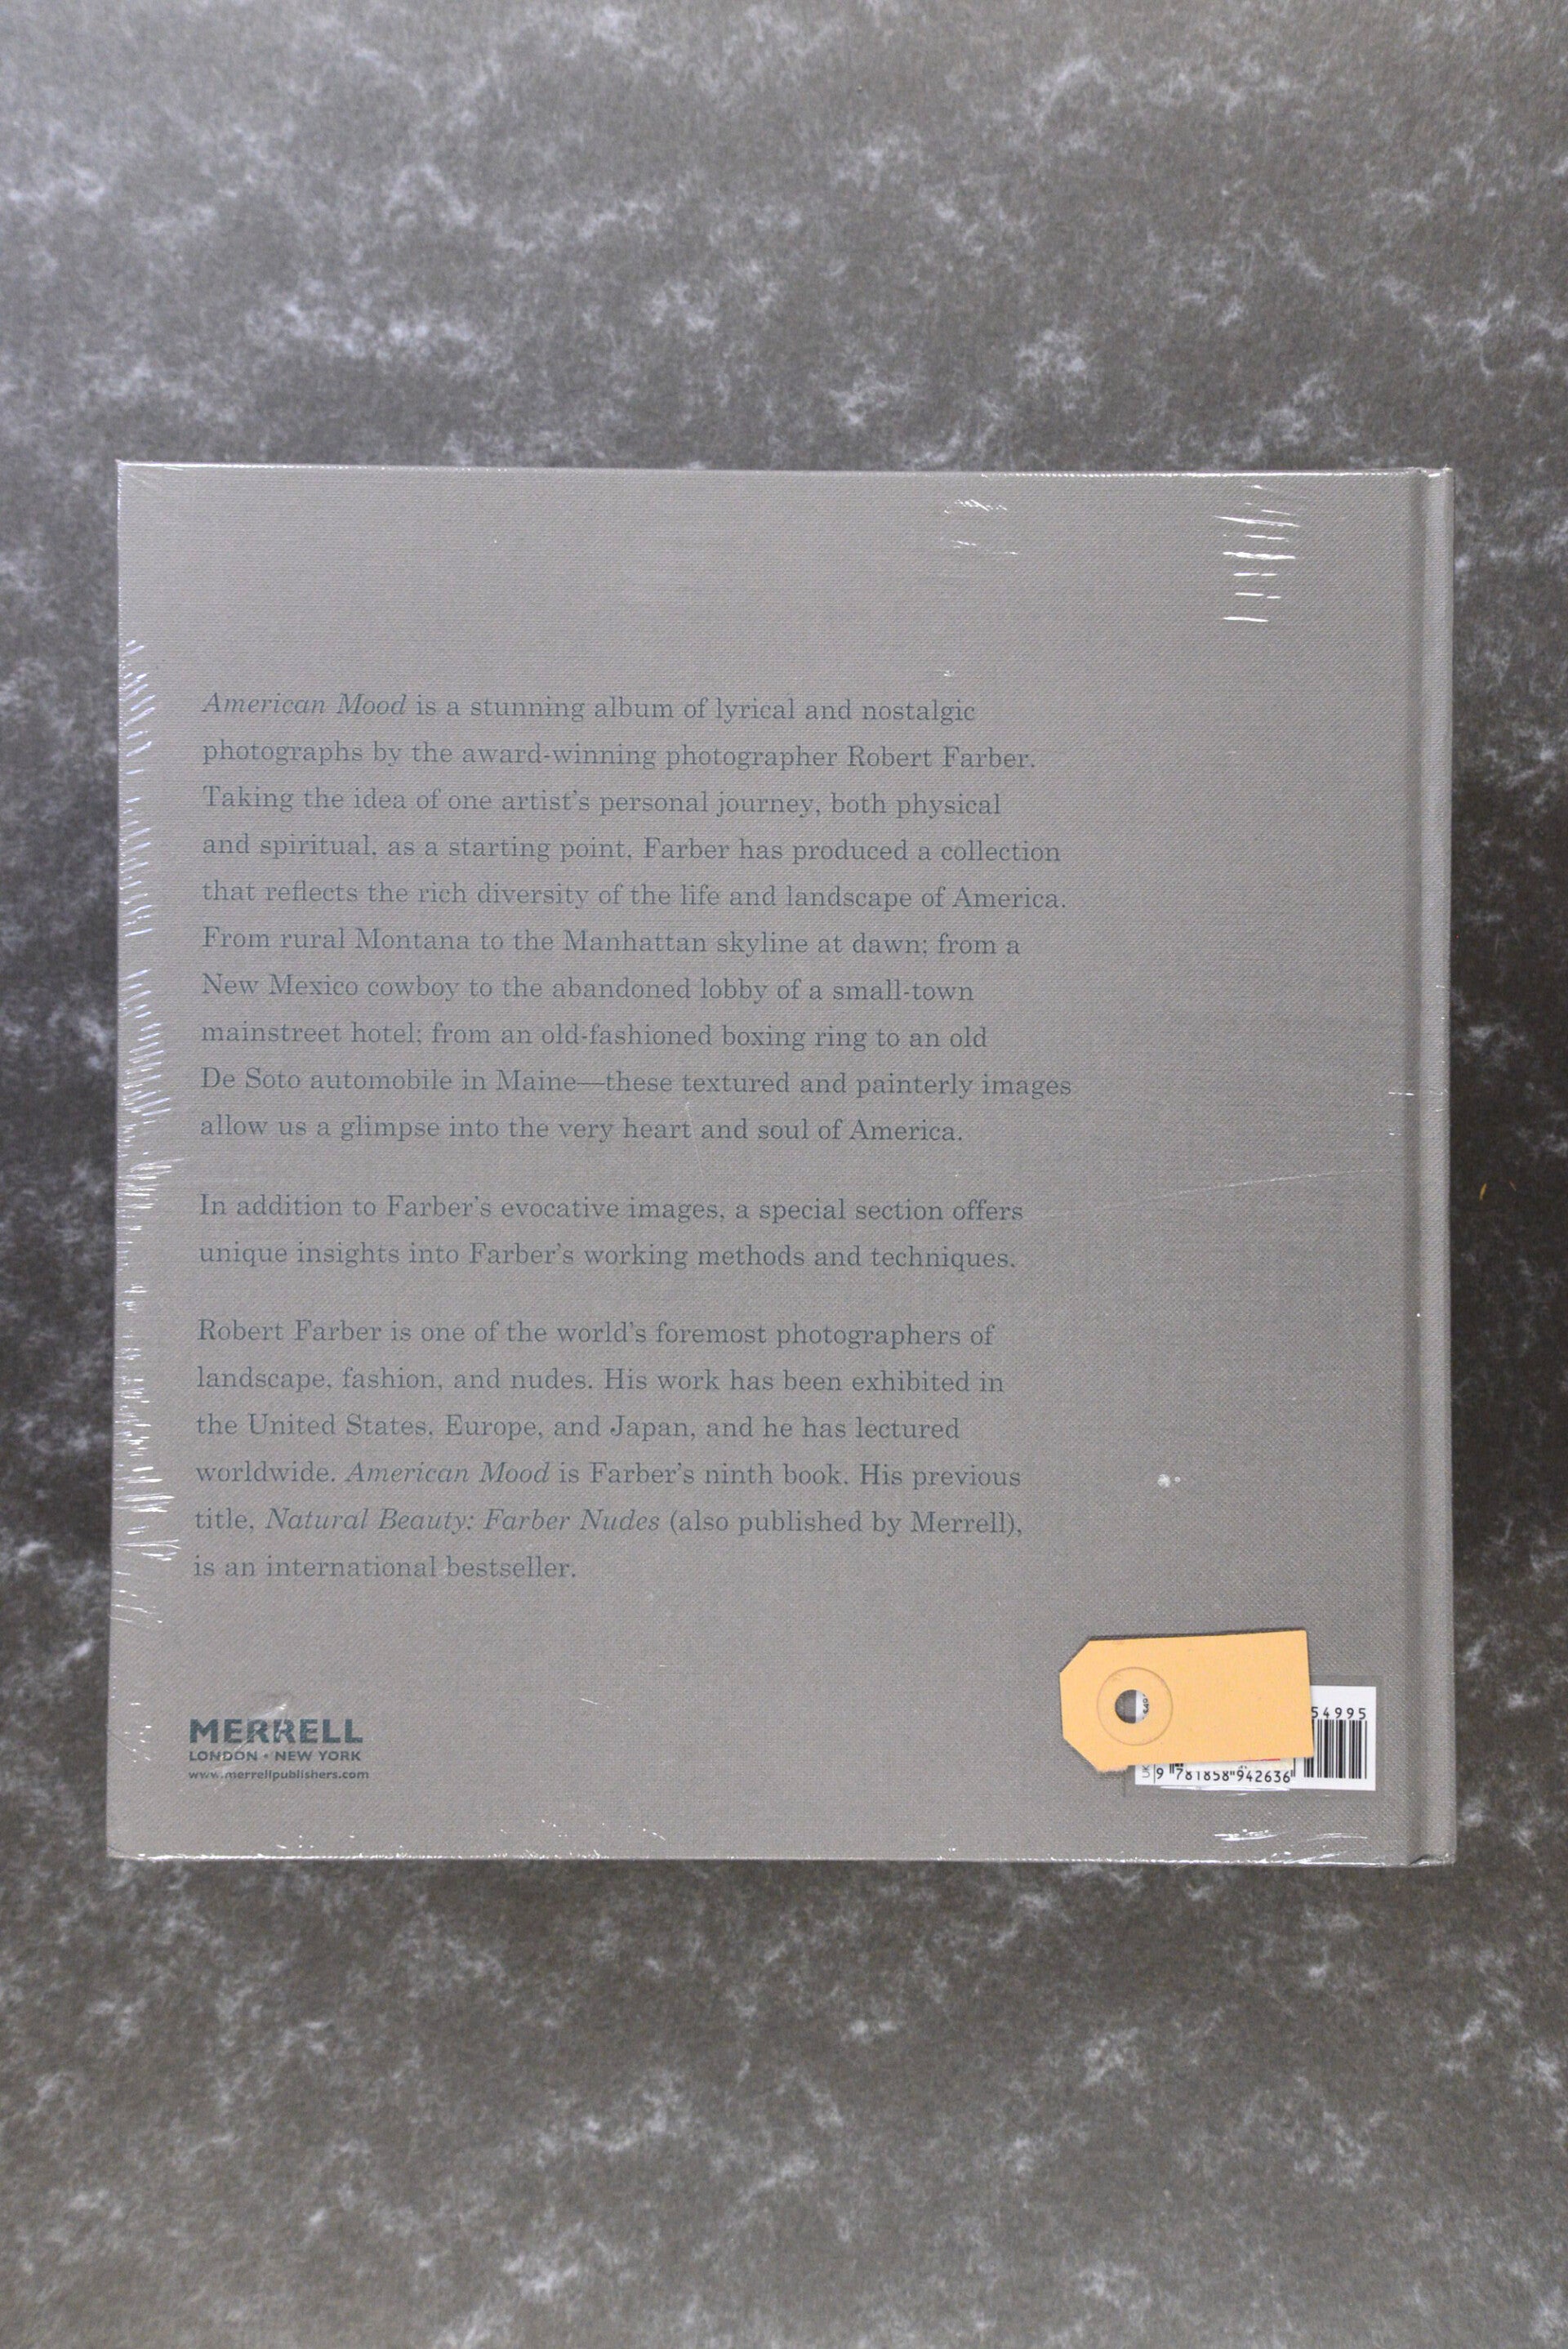 American Mood is a stunning album of lyrical and nostalgic
photographs by the award-winning photographer Robert Farber.
Taking the idea of one artist's personal journey, both physical
and spiritual, as a starting point, Farber has produced a collection
that reflects the rich diversity of the life and landscape of America.
From rural Montana to the Manhattan skyline at dawn; from a
New Mexico cowboy to the abandoned lobby of a small-town
mainstreet hotel; from an old-fashioned boxing ring to an old
De Soto automobile in Maine—these textured and painterly images
allow us a glimpse into the very heart and soul of America.
In addition to Farber's evocative images, a special section offers
unique insights into Farber's working methods and techniques.
Robert Farber is one of the world's foremost photographers of
landscape, fashion, and nudes. His work has been exhibited in
the United States, Europe, and Japan, and he has lectured
worldwide. American Mood is Farber's ninth book. His previous
title, Natural Beauty: Farber Nudes (also published by Merrell),
is an international bestseller.
MERRELL
LONDON • NEW YORK
www.merrellpublishers.com
54995
9 781858 942636